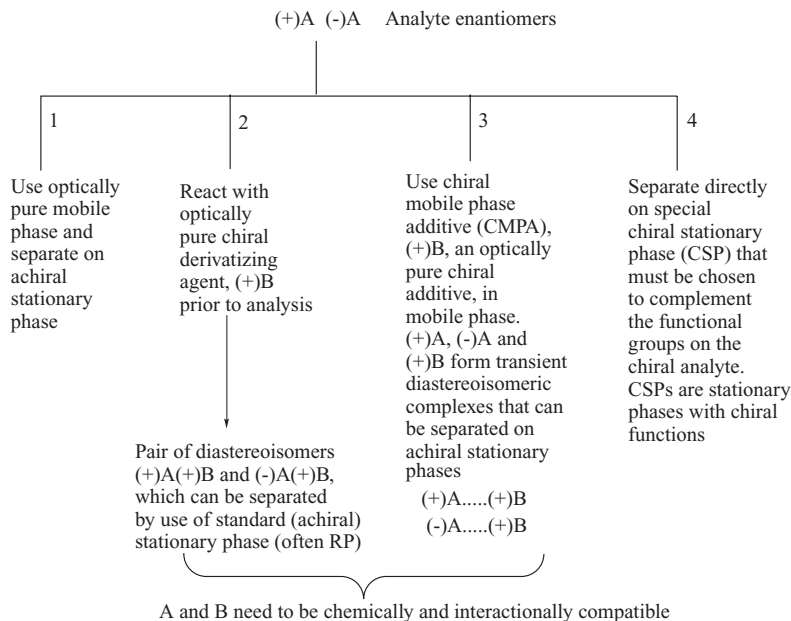 (+)A (-)A Analyte enantiomers
1
2
3
4
Use optically
pure mobile
phase and
separate on
achiral
stationary
phase
React with
optically
pure chiral
derivatizing
agent, (+)B
prior to analysis
Pair of diastereoisomers
(+)A(+)B and (-)A(+)B,
which can be separated
by use of standard (achiral)
stationary phase (often RP)
Use chiral
mobile phase
additive (CMPA),
(+)B, an optically
pure chiral
additive, in
mobile phase.
(+)A, (-)A and
(+)B form transient
diastereoisomeric
complexes that can
be separated on
achiral stationary
phases
(+)A.....(+)B
(-)A.....(+)B
Separate directly
on special
chiral stationary
phase (CSP) that
must be chosen
to complement
the functional
groups on the
chiral analyte.
CSPs are stationary
phases with chiral
functions
A and B need to be chemically and interactionally compatible